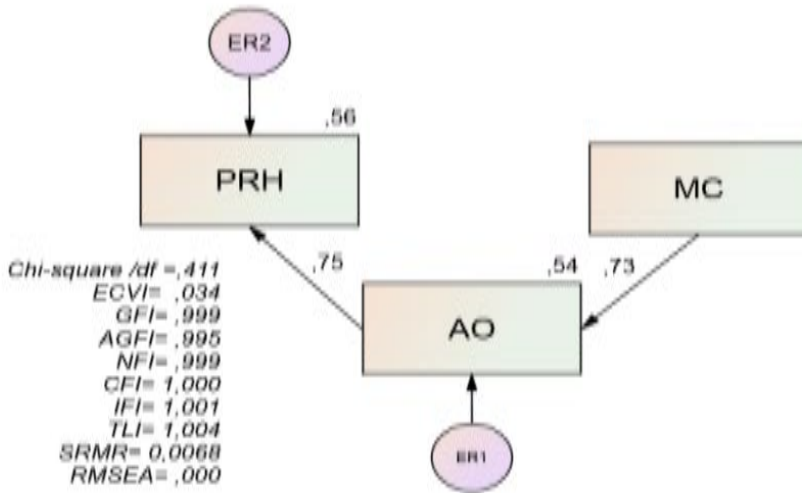 ER2
,56
PRH
MC
,75
,54
,73
AO
Chi-square /df =,411
ECVI= ,034
GFI= ,999
AGFI= ,995
NFI= ,999
CFI= 1,000
IFI= 1,001
TLI= 1,004
SRMR= 0,0068
RMSEA= ,000
ER1